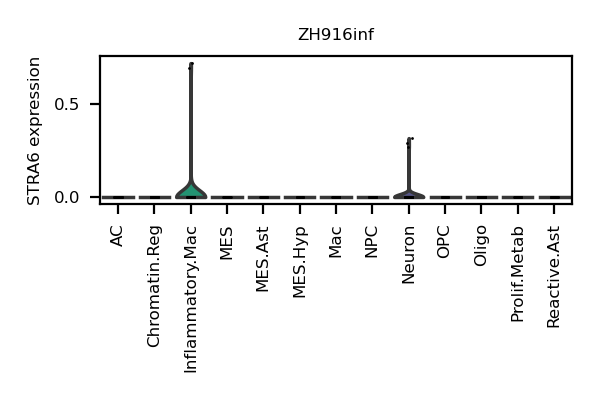 ZH916inf
STRA6 expression
0.5
0.0
AC
Chromatin.Reg
Inflammatory.Mac
MES
MES.Ast
MES.Hyp
Mac
NPC
Neuron
OPC
Oligo
Prolif.Metab
Reactive.Ast